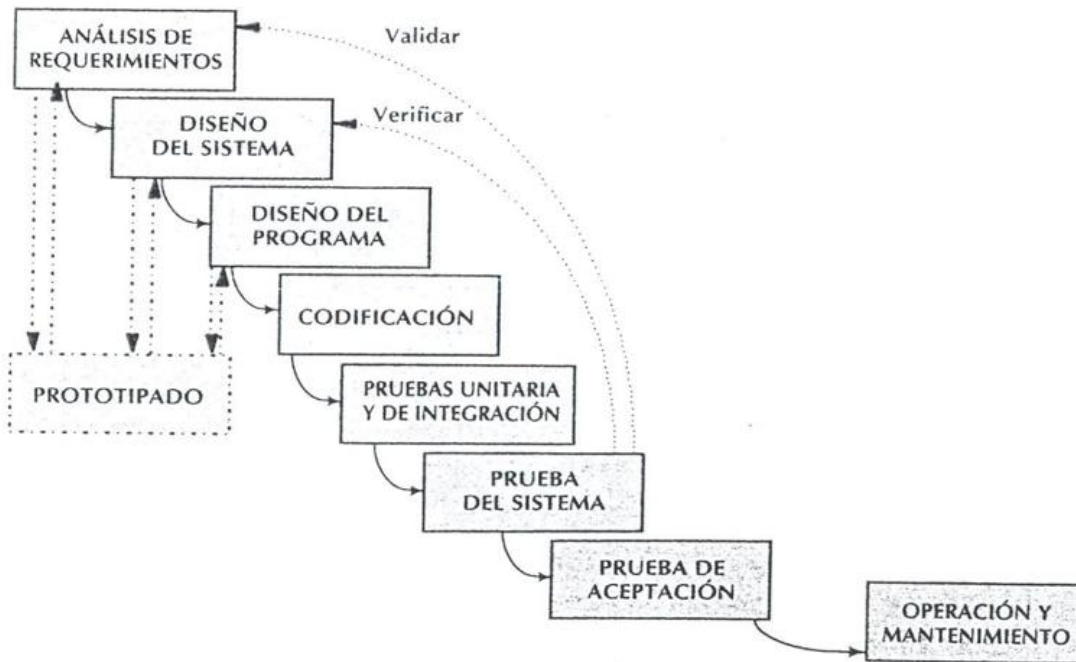 ANÁLISIS DE
REQUERIMIENTOS
Validar
DISEÑO
DEL SISTEMA
Verificar
DISEÑO DEL
PROGRAMA
CODIFICACIÓN
PROTOTIPADO
PRUEBAS UNITARIA
Y DE INTEGRACIÓN
PRUEBA
DEL SISTEMA
PRUEBA DE
ACEPTACIÓN
OPERACIÓN Y
MANTENIMIENTO